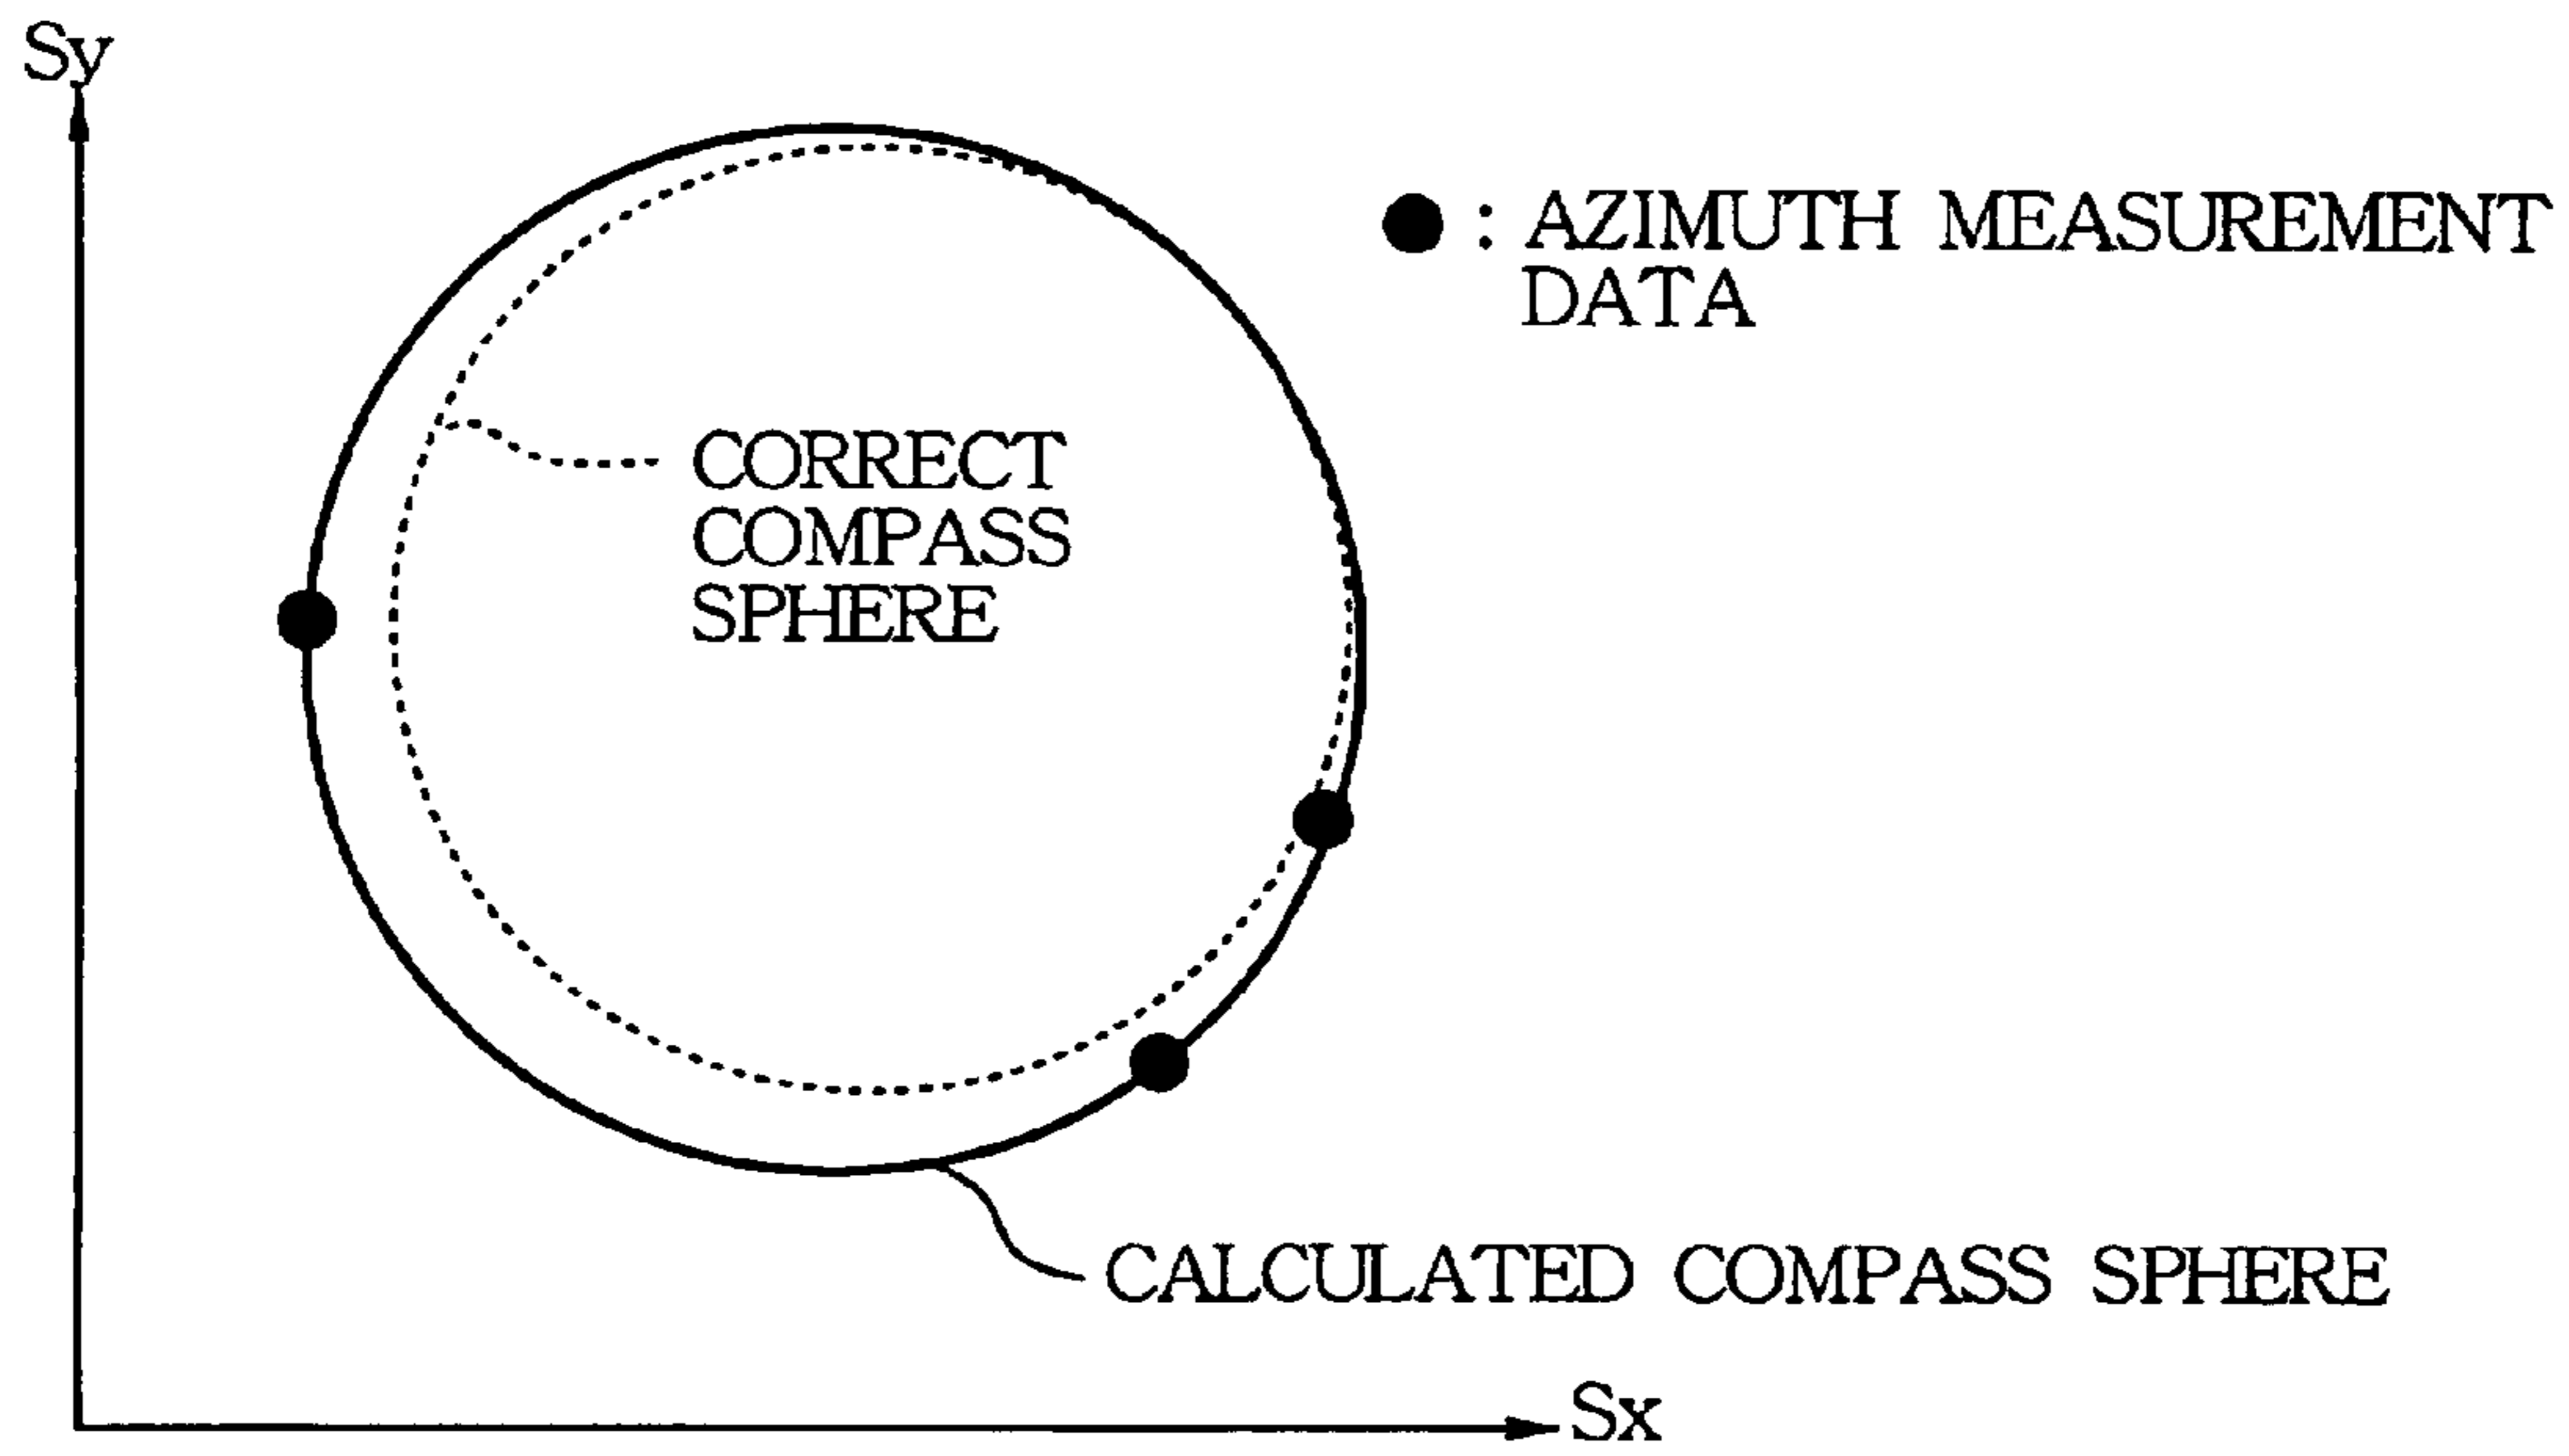 Sy
● : AZIMUTH MEASUREMENT
DATA
CORRECT
COMPASS
SPHERE
CALCULATED COMPASS SPHERE
Sx